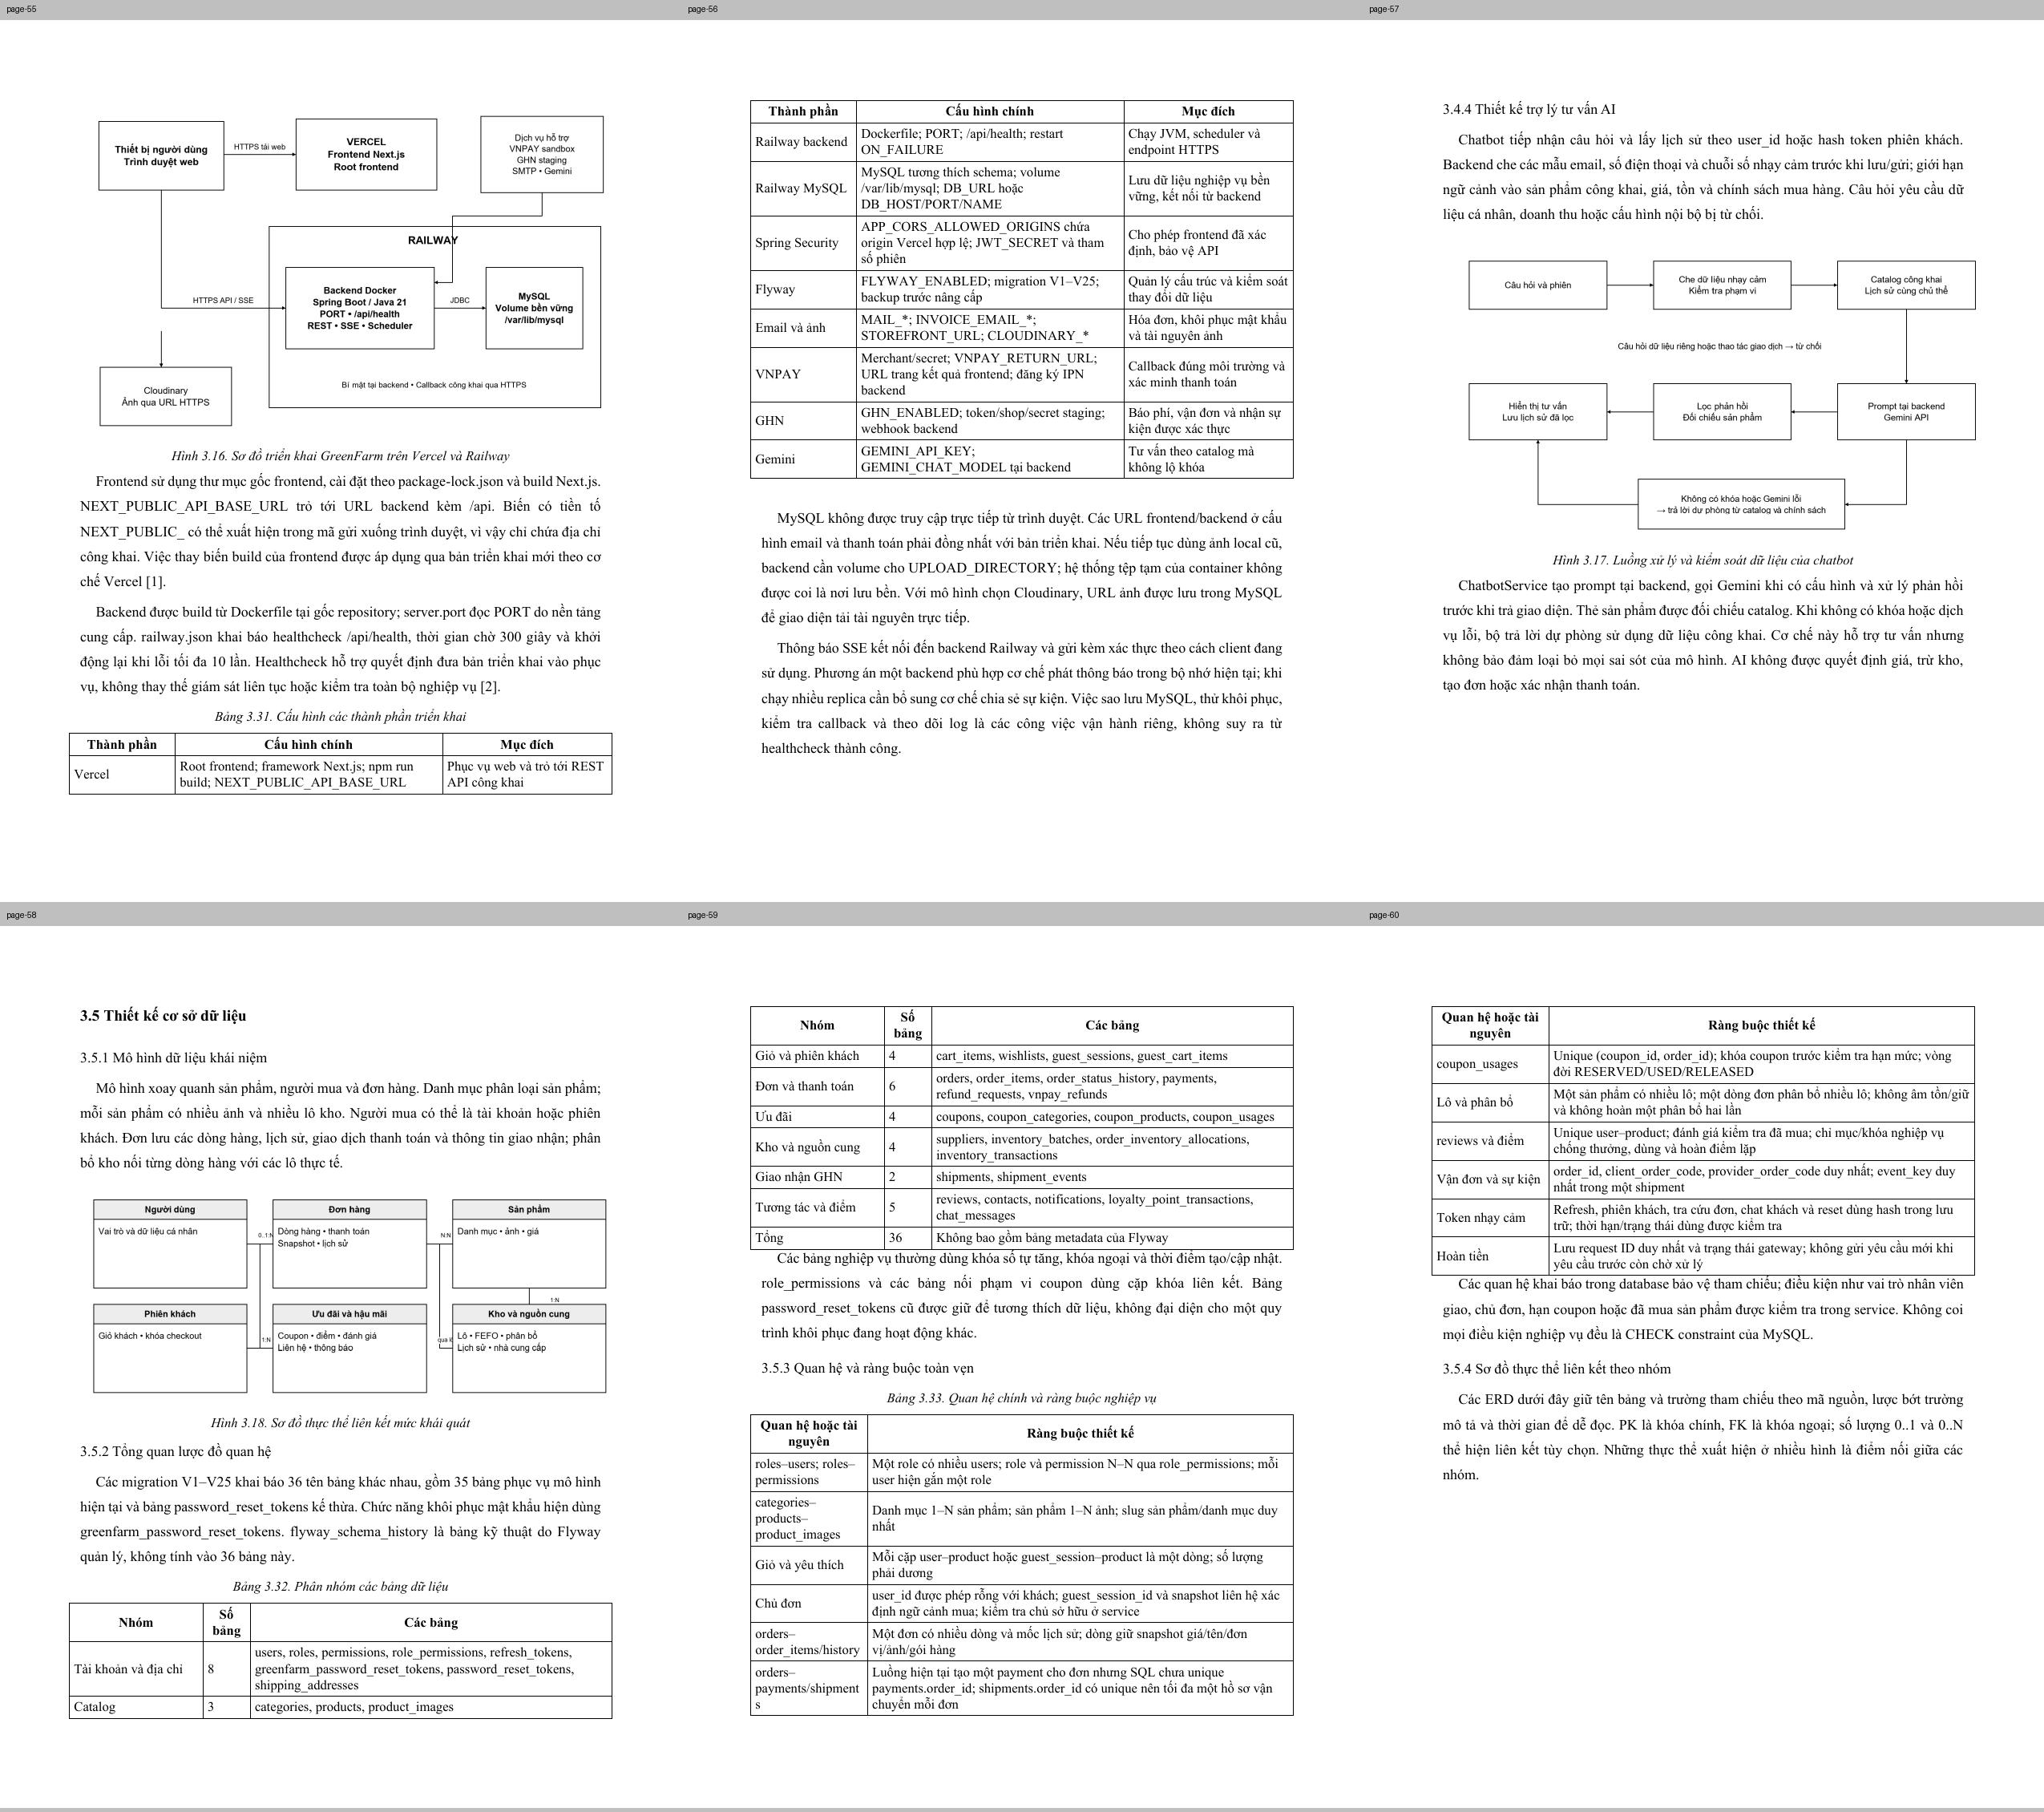 page-55
Thiết bị người dùng
Trình duyệt web
HTTPS tải web
VERCEL
Frontend Next.js
Root frontend
Dịch vụ hỗ trợ
VNPAY sandbox
GHN staging
SMTP • Gemini
RAILWAY
HTTPS API / SSE
Backend Docker
Spring Boot / Java 21
PORT • /api/health
REST • SSE • Scheduler
JDBC
MySQL
Volume bền vững
/var/lib/mysql
Cloudinary
Ảnh qua URL HTTPS
Bí mật tại backend • Callback công khai qua HTTPS
Hình 3.16. Sơ đồ triển khai GreenFarm trên Vercel và Railway
Frontend sử dụng thư mục gốc frontend, cài đặt theo package-lock.json và build Next.js.
NEXT_PUBLIC_API_BASE_URL trỏ tới URL backend kèm /api. Biến có tiền tố
NEXT_PUBLIC_ có thể xuất hiện trong mã gửi xuống trình duyệt, vì vậy chỉ chứa địa chỉ
công khai. Việc thay biến build của frontend được áp dụng qua bản triển khai mới theo cơ
chế Vercel [1].
Backend được build từ Dockerfile tại gốc repository; server.port đọc PORT do nền tảng
cung cấp. railway.json khai báo healthcheck /api/health, thời gian chờ 300 giây và khởi
động lại khi lỗi tối đa 10 lần. Healthcheck hỗ trợ quyết định đưa bản triển khai vào phục
vụ, không thay thế giám sát liên tục hoặc kiểm tra toàn bộ nghiệp vụ [2].
Bảng 3.31. Cấu hình các thành phần triển khai
Thành phần Cấu hình chính Mục đích
Vercel Root frontend; framework Next.js; npm run Phục vụ web và trỏ tới REST
build; NEXT_PUBLIC_API_BASE_URL API công khai
page-56
Thành phần Cấu hình chính Mục đích
Railway backend Dockerfile; PORT; /api/health; restart Chạy JVM, scheduler và
ON_FAILURE endpoint HTTPS
Railway MySQL MySQL tương thích schema; volume Lưu dữ liệu nghiệp vụ bền
/var/lib/mysql; DB_URL hoặc vững, kết nối từ backend
DB_HOST/PORT/NAME
Spring Security APP_CORS_ALLOWED_ORIGINS chứa Cho phép frontend đã xác
origin Vercel hợp lệ; JWT_SECRET và tham định, bảo vệ API
số phiên
Flyway FLYWAY_ENABLED; migration V1–V25; Quản lý cấu trúc và kiểm soát
backup trước nâng cấp thay đổi dữ liệu
Email và ảnh MAIL_*; INVOICE_EMAIL_*; Hóa đơn, khôi phục mật khẩu
STOREFRONT_URL; CLOUDINARY_* và tài nguyên ảnh
VNPAY Merchant/secret; VNPAY_RETURN_URL; Callback đúng môi trường và
URL trang kết quả frontend; đăng ký IPN xác minh thanh toán
backend
GHN GHN_ENABLED; token/shop/secret staging; Báo phí, vận đơn và nhận sự
webhook backend kiện được xác thực
Gemini GEMINI_API_KEY; Tư vấn theo catalog mà
GEMINI_CHAT_MODEL tại backend không lộ khóa
MySQL không được truy cập trực tiếp từ trình duyệt. Các URL frontend/backend ở cấu
hình email và thanh toán phải đồng nhất với bản triển khai. Nếu tiếp tục dùng ảnh local cũ,
backend cần volume cho UPLOAD_DIRECTORY; hệ thống tệp tạm của container không
được coi là nơi lưu bền. Với mô hình chọn Cloudinary, URL ảnh được lưu trong MySQL
để giao diện tải tài nguyên trực tiếp.
Thông báo SSE kết nối đến backend Railway và gửi kèm xác thực theo cách client đang
sử dụng. Phương án một backend phù hợp cơ chế phát thông báo trong bộ nhớ hiện tại; khi
chạy nhiều replica cần bổ sung cơ chế chia sẻ sự kiện. Việc sao lưu MySQL, thử khôi phục,
kiểm tra callback và theo dõi log là các công việc vận hành riêng, không suy ra từ
healthcheck thành công.
page-57
3.4.4 Thiết kế trợ lý tư vấn AI
Chatbot tiếp nhận câu hỏi và lấy lịch sử theo user_id hoặc hash token phiên khách.
Backend che các mẫu email, số điện thoại và chuỗi số nhạy cảm trước khi lưu/gửi; giới hạn
ngữ cảnh vào sản phẩm công khai, giá, tồn và chính sách mua hàng. Câu hỏi yêu cầu dữ
liệu cá nhân, doanh thu hoặc cấu hình nội bộ bị từ chối.
Câu hỏi và phiên
Che dữ liệu nhạy cảm
Kiểm tra phạm vi
Catalog công khai
Lịch sử cùng chủ thể
Câu hỏi dữ liệu riêng hoặc thao tác giao dịch → từ chối
Hiển thị tư vấn
Lưu lịch sử đã lọc
Lọc phản hồi
Đối chiếu sản phẩm
Prompt tại backend
Gemini API
Không có khóa hoặc Gemini lỗi
→ trả lời dự phòng từ catalog và chính sách
Hình 3.17. Luồng xử lý và kiểm soát dữ liệu của chatbot
ChatbotService tạo prompt tại backend, gọi Gemini khi có cấu hình và xử lý phản hồi
trước khi trả giao diện. Thẻ sản phẩm được đối chiếu catalog. Khi không có khóa hoặc dịch
vụ lỗi, bộ trả lời dự phòng sử dụng dữ liệu công khai. Cơ chế này hỗ trợ tư vấn nhưng
không bảo đảm loại bỏ mọi sai sót của mô hình. AI không được quyết định giá, trừ kho,
tạo đơn hoặc xác nhận thanh toán.
page-58
3.5 Thiết kế cơ sở dữ liệu
3.5.1 Mô hình dữ liệu khái niệm
Mô hình xoay quanh sản phẩm, người mua và đơn hàng. Danh mục phân loại sản phẩm;
mỗi sản phẩm có nhiều ảnh và nhiều lô kho. Người mua có thể là tài khoản hoặc phiên
khách. Đơn lưu các dòng hàng, lịch sử, giao dịch thanh toán và thông tin giao nhận; phân
bổ kho nối từng dòng hàng với các lô thực tế.
Người dùng
Vai trò và dữ liệu cá nhân
0..1:N
Đơn hàng
Dòng hàng • thanh toán
Snapshot • lịch sử
N:N
Sản phẩm
Danh mục • ảnh • giá
1:N
Phiên khách
Giỏ khách • khóa checkout
1:N
Ưu đãi và hậu mãi
Coupon • điểm • đánh giá
Liên hệ • thông báo
qua
Kho và nguồn cung
Lô • FEFO • phân bổ
Lịch sử • nhà cung cấp
Hình 3.18. Sơ đồ thực thể liên kết mức khái quát
3.5.2 Tổng quan lược đồ quan hệ
Các migration V1–V25 khai báo 36 tên bảng khác nhau, gồm 35 bảng phục vụ mô hình
hiện tại và bảng password_reset_tokens kế thừa. Chức năng khôi phục mật khẩu hiện dùng
greenfarm_password_reset_tokens. flyway_schema_history là bảng kỹ thuật do Flyway
quản lý, không tính vào 36 bảng này.
Bảng 3.32. Phân nhóm các bảng dữ liệu
Nhóm Số bảng Các bảng
Tài khoản và địa chỉ 8 users, roles, permissions, role_permissions, refresh_tokens,
greenfarm_password_reset_tokens, password_reset_tokens,
shipping_addresses
Catalog 3 categories, products, product_images
page-59
Nhóm Số bảng Các bảng
Giỏ và phiên khách 4 cart_items, wishlists, guest_sessions, guest_cart_items
Đơn và thanh toán 6 orders, order_items, order_status_history, payments,
refund_requests, vnpay_refunds
Ưu đãi 4 coupons, coupon_categories, coupon_products, coupon_usages
Kho và nguồn cung 4 suppliers, inventory_batches, order_inventory_allocations,
inventory_transactions
Giao nhận GHN 2 shipments, shipment_events
Tương tác và điểm 5 reviews, contacts, notifications, loyalty_point_transactions,
chat_messages
Tổng 36 Không bao gồm bảng metadata của Flyway
Các bảng nghiệp vụ thường dùng khóa số tự tăng, khóa ngoại và thời điểm tạo/cập nhật.
role_permissions và các bảng nối phạm vi coupon dùng cặp khóa liên kết. Bảng
password_reset_tokens cũ được giữ để tương thích dữ liệu, không đại diện cho một quy
trình khôi phục đang hoạt động khác.
3.5.3 Quan hệ và ràng buộc toàn vẹn
Bảng 3.33. Quan hệ chính và ràng buộc nghiệp vụ
Quan hệ hoặc tài nguyên Ràng buộc thiết kế
roles–users; roles– Một role có nhiều users; role và permission N–N qua role_permissions; mỗi
permissions user hiện gắn một role
categories–
products– Danh mục 1–N sản phẩm; sản phẩm 1–N ảnh; slug sản phẩm/danh mục duy
product_images nhất
Giỏ và yêu thích Mỗi cặp user–product hoặc guest_session–product là một dòng; số lượng
phải dương
Chủ đơn user_id được phép rỗng với khách; guest_session_id và snapshot liên hệ xác
định ngữ cảnh mua; kiểm tra chủ sở hữu ở service
orders– Một đơn có nhiều dòng và mốc lịch sử; dòng giữ snapshot giá/tên/đơn
order_items/history vị/ảnh/gói hàng
orders– Luồng hiện tại tạo một payment cho đơn nhưng SQL chưa unique
payments/shipment payments.order_id; shipments.order_id có unique nên tối đa một hồ sơ vận
s chuyển mỗi đơn
page-60
Quan hệ hoặc tài nguyên Ràng buộc thiết kế
coupon_usages Unique (coupon_id, order_id); khóa coupon trước kiểm tra hạn mức; vòng
đời RESERVED/USED/RELEASED
Lô và phân bổ Một sản phẩm có nhiều lô; một dòng đơn phân bổ nhiều lô; không âm tồn/giữ
và không hoàn một phân bổ hai lần
reviews và điểm Unique user–product; đánh giá kiểm tra đã mua; chỉ mục/khóa nghiệp vụ
chống thưởng, dùng và hoàn điểm lặp
Vận đơn và sự kiện order_id, client_order_code, provider_order_code duy nhất; event_key duy
nhất trong một shipment
Token nhạy cảm Refresh, phiên khách, tra cứu đơn, chat khách và reset dùng hash trong lưu
trữ; thời hạn/trạng thái dùng được kiểm tra
Hoàn tiền Lưu request ID duy nhất và trạng thái gateway; không gửi yêu cầu mới khi
yêu cầu trước còn chờ xử lý
Các quan hệ khai báo trong database bảo vệ tham chiếu; điều kiện như vai trò nhân viên
giao, chủ đơn, hạn coupon hoặc đã mua sản phẩm được kiểm tra trong service. Không coi
mọi điều kiện nghiệp vụ đều là CHECK constraint của MySQL.
3.5.4 Sơ đồ thực thể liên kết theo nhóm
Các ERD dưới đây giữ tên bảng và trường tham chiếu theo mã nguồn, lược bớt trường
mô tả và thời gian để dễ đọc. PK là khóa chính, FK là khóa ngoại; số lượng 0..1 và 0..N
thể hiện liên kết tùy chọn. Những thực thể xuất hiện ở nhiều hình là điểm nối giữa các
nhóm.